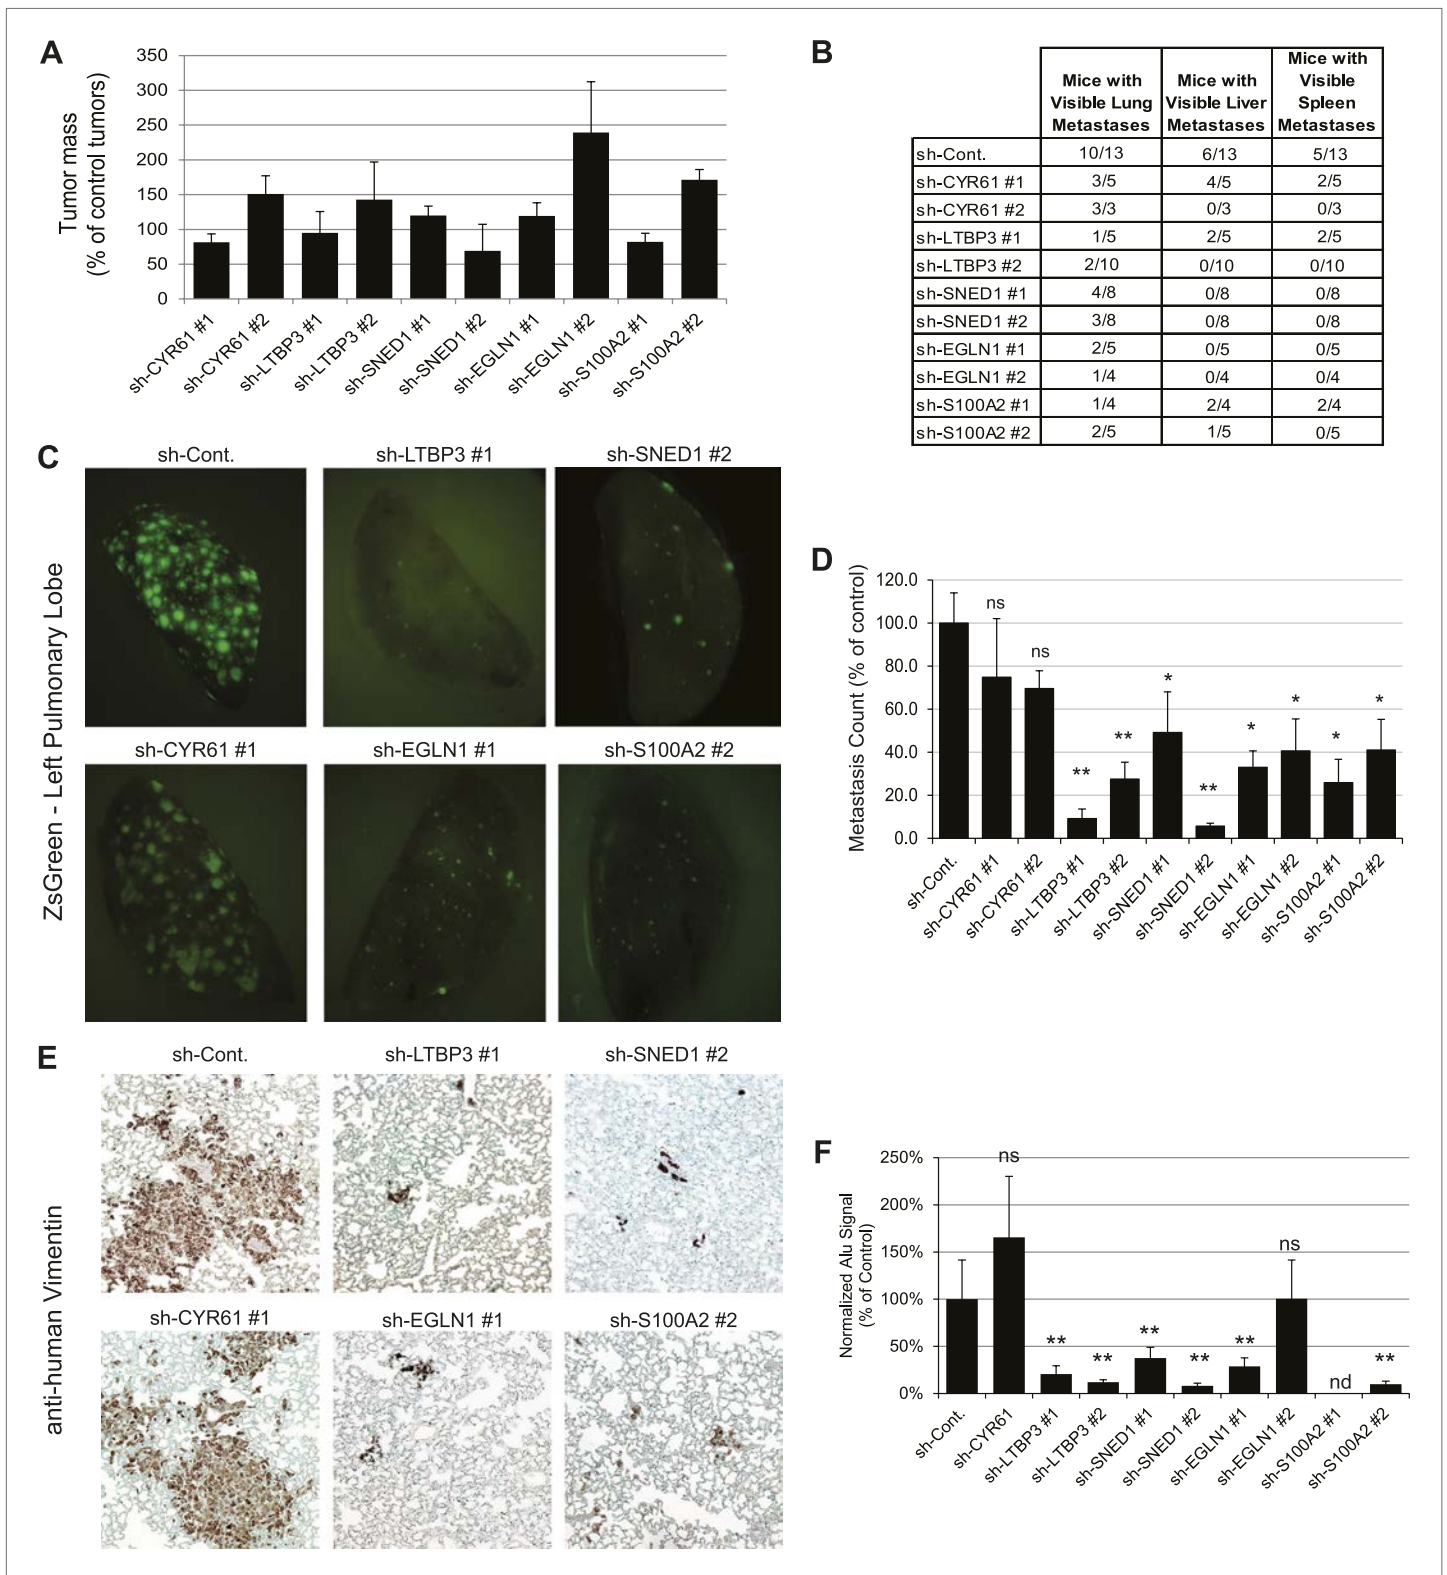 A
350
300
250
200
150
100
50
0
Tumor mass
(% of control tumors)
sh-CYR61 #1
sh-CYR61 #2
sh-LTBP3 #1
sh-LTBP3 #2
sh-SNED1 #1
sh-SNED1 #2
sh-EGLN1 #1
sh-EGLN1 #2
sh-S100A2 #1
sh-S100A2 #2
B
Mice with Visible Lung Metastases
Mice with Visible Liver Metastases
Mice with Visible Spleen Metastases
sh-Cont. 10/13 6/13 5/13
sh-CYR61 #1 3/5 4/5 2/5
sh-CYR61 #2 3/3 0/3 0/3
sh-LTBP3 #1 1/5 2/5 2/5
sh-LTBP3 #2 2/10 0/10 0/10
sh-SNED1 #1 4/8 0/8 0/8
sh-SNED1 #2 3/8 0/8 0/8
sh-EGLN1 #1 2/5 0/5 0/5
sh-EGLN1 #2 1/4 0/4 0/4
sh-S100A2 #1 1/4 2/4 2/4
sh-S100A2 #2 2/5 1/5 0/5
C
ZsGreen - Left Pulmonary Lobe
sh-Cont.
sh-LTBP3 #1
sh-SNED1 #2
sh-CYR61 #1
sh-EGLN1 #1
sh-S100A2 #2
D
Metastasis Count (% of control)
120.0
100.0
80.0
60.0
40.0
20.0
0.0
ns
ns
**
**
*
**
*
*
*
*
sh-Cont.
sh-CYR61 #1
sh-CYR61 #2
sh-LTBP3 #1
sh-LTBP3 #2
sh-SNED1 #1
sh-SNED1 #2
sh-EGLN1 #1
sh-EGLN1 #2
sh-S100A2 #1
sh-S100A2 #2
E
anti-human Vimentin
sh-Cont.
sh-LTBP3 #1
sh-SNED1 #2
sh-CYR61 #1
sh-EGLN1 #1
sh-S100A2 #2
F
Normalized Alu Signal
(% of Control)
250%
200%
150%
100%
50%
0%
ns
**
**
**
**
**
ns
nd
**
sh-Cont.
sh-CYR61
sh-LTBP3 #1
sh-LTBP3 #2
sh-SNED1 #1
sh-SNED1 #2
sh-EGLN1 #1
sh-EGLN1 #2
sh-S100A2 #1
sh-S100A2 #2